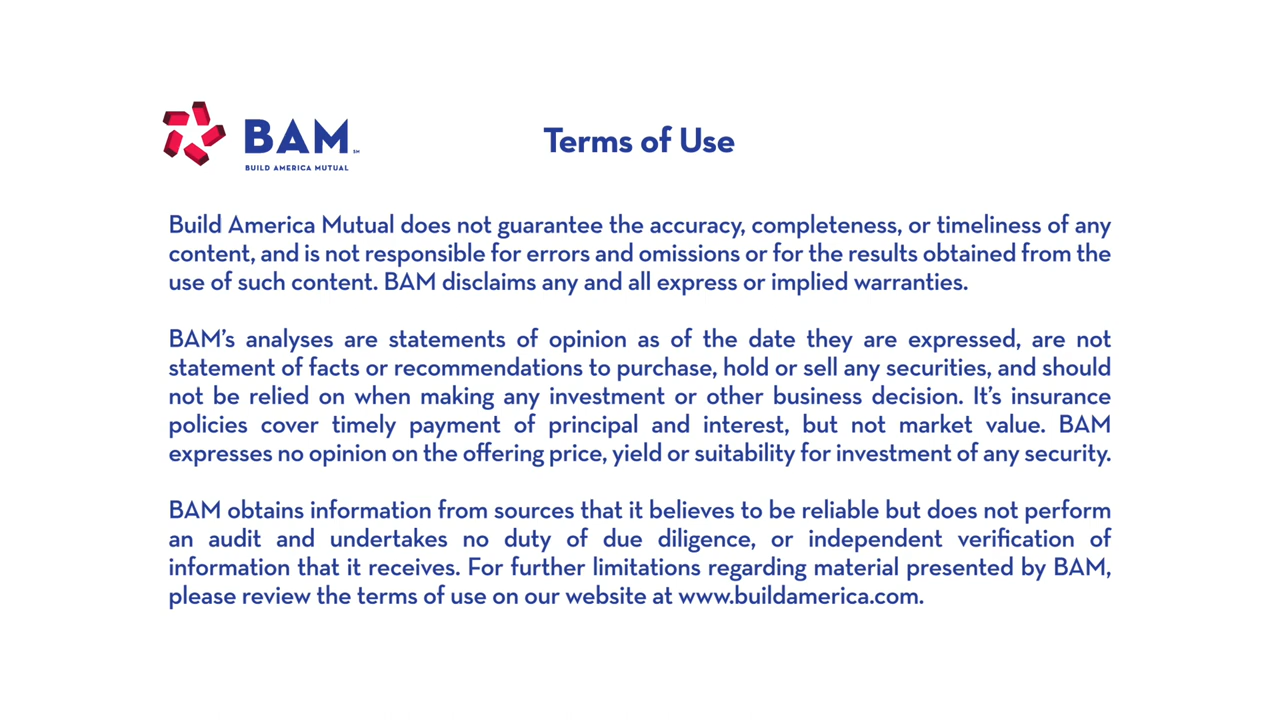 BAM
SM
BUILD AMERICA MUTUAL
Terms of Use
Build America Mutual does not guarantee the accuracy, completeness, or timeliness of any
content, and is not responsible for errors and omissions or for the results obtained from the
use of such content. BAM disclaims any and all express or implied warranties.
BAM’s analyses are statements of opinion as of the date they are expressed, are not
statement of facts or recommendations to purchase, hold or sell any securities, and should
not be relied on when making any investment or other business decision. It’s insurance
policies cover timely payment of principal and interest, but not market value. BAM
expresses no opinion on the offering price, yield or suitability for investment of any security.
BAM obtains information from sources that it believes to be reliable but does not perform
an audit and undertakes no duty of due diligence, or independent verification of
information that it receives. For further limitations regarding material presented by BAM,
please review the terms of use on our website at www.buildamerica.com.